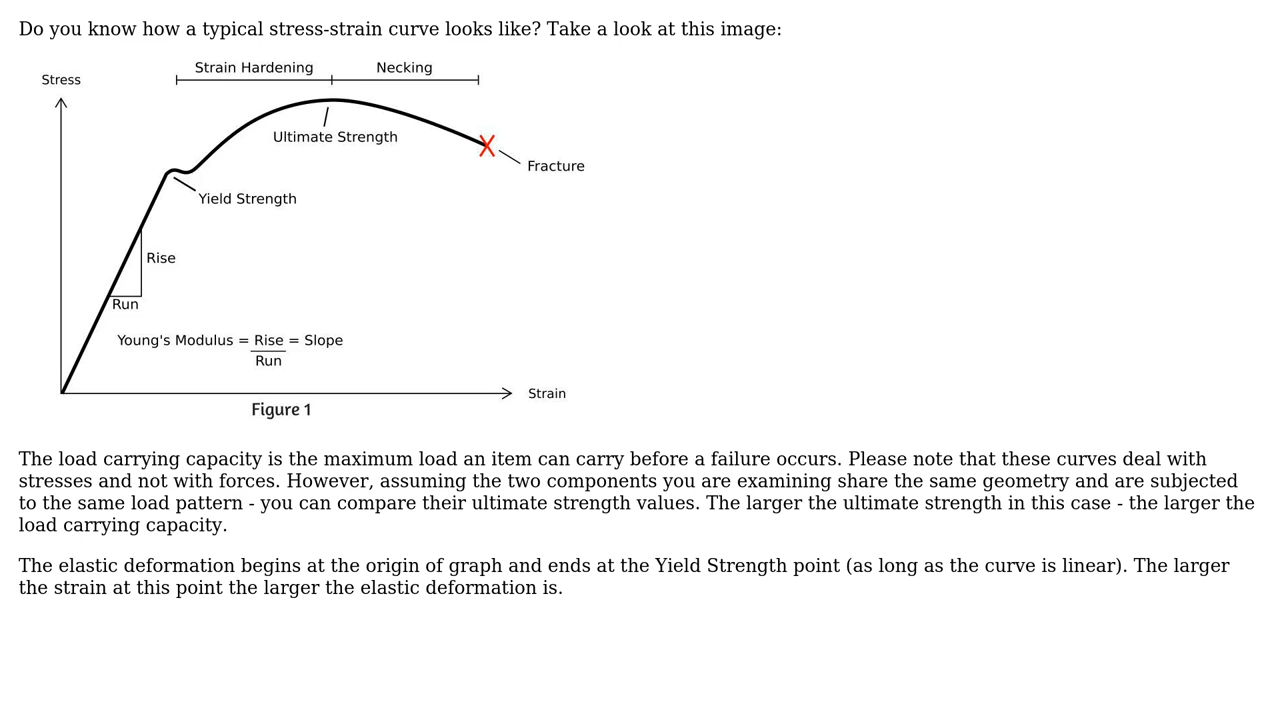 Do you know how a typical stress-strain curve looks like? Take a look at this image:
Strain Hardening
Necking
Stress
Ultimate Strength
Fracture
Yield Strength
Rise
Run
Young's Modulus = Rise = Slope
Run
Strain
Figure 1
The load carrying capacity is the maximum load an item can carry before a failure occurs. Please note that these curves deal with
stresses and not with forces. However, assuming the two components you are examining share the same geometry and are subjected
to the same load pattern - you can compare their ultimate strength values. The larger the ultimate strength in this case - the larger the
load carrying capacity.
The elastic deformation begins at the origin of graph and ends at the Yield Strength point (as long as the curve is linear). The larger
the strain at this point the larger the elastic deformation is.